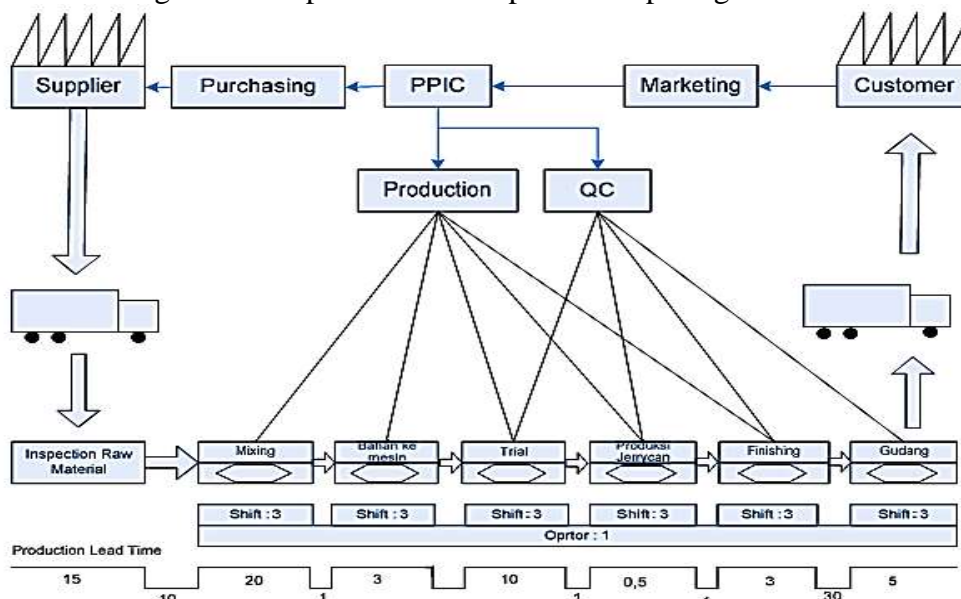 Supplier
Purchasing
PPIC
Marketing
Customer
Production
QC
Inspection Raw
Material
Mixing
Bahan ke
mesin
Trial
Produksi
Jerrycan
Finishing
Gudang
Shift : 3
Shift : 3
Shift : 3
Shift : 3
Shift : 3
Shift : 3
Oprtor : 1
Production Lead Time
15
20
1
3
10
1
0,5
3
30
5